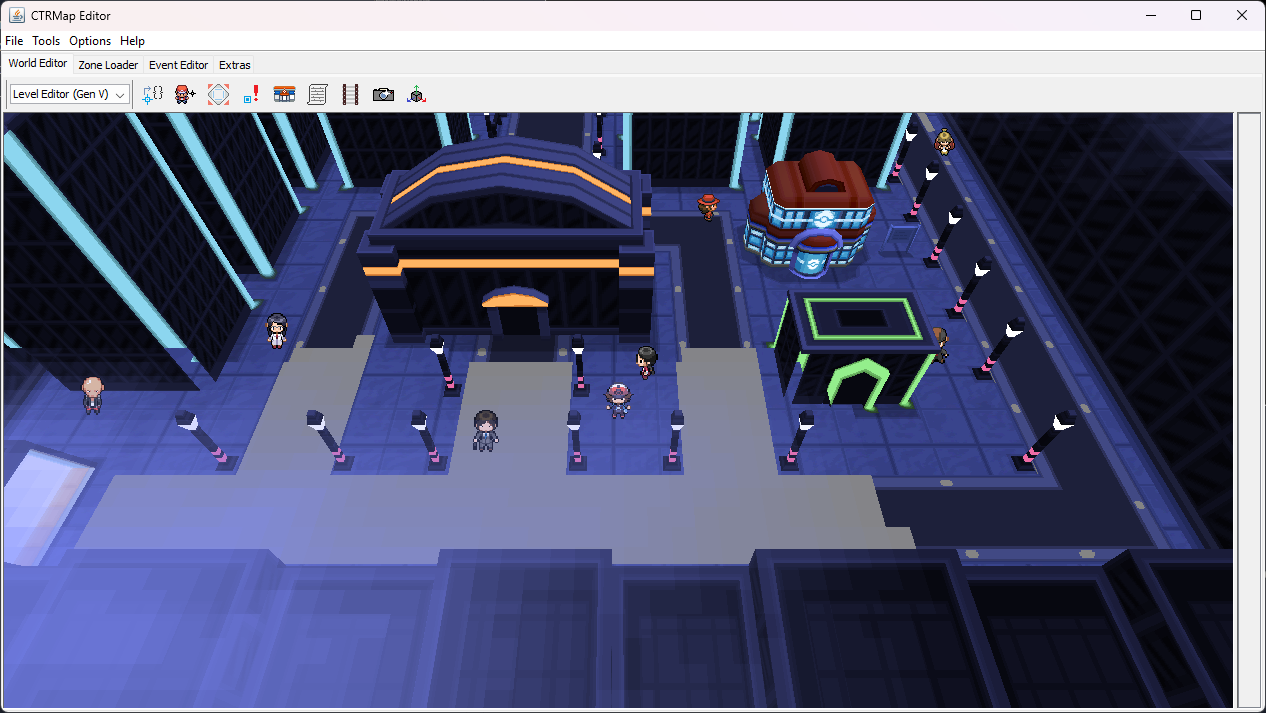 CTRMap Editor
File Tools Options Help
World Editor Zone Loader Event Editor Extras
Level Editor (Gen V)